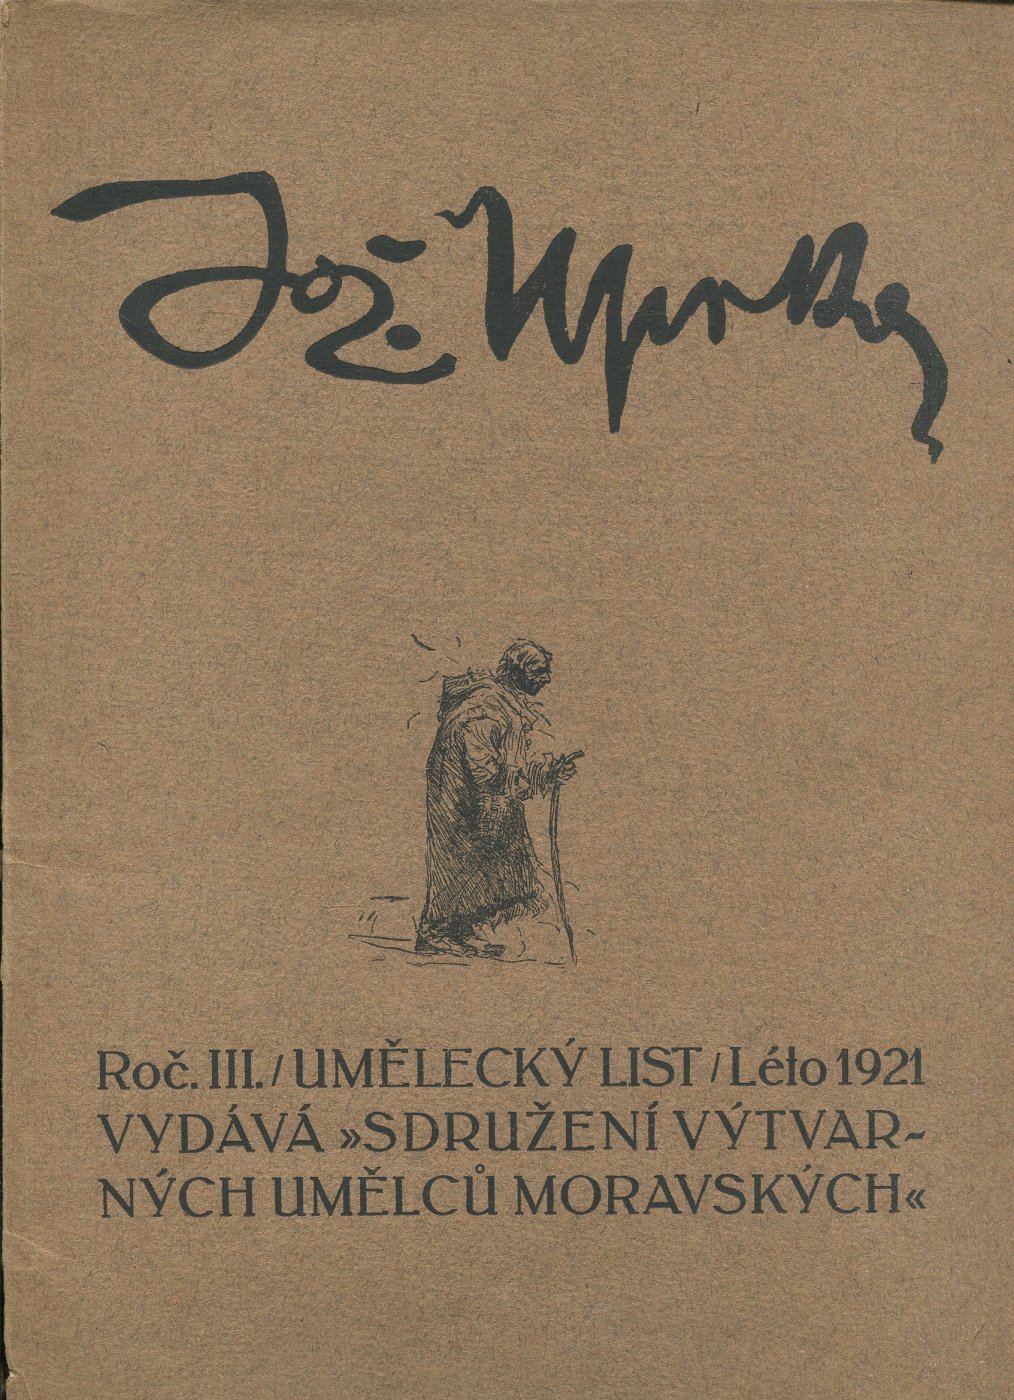 Jož. Uprka
Roč. III. / UMĚLECKÝ LIST / Léto 1921
VYDÁVÁ »SDRUŽENÍ VÝTVAR-
NÝCH UMĚLCŮ MORAVSKÝCH«